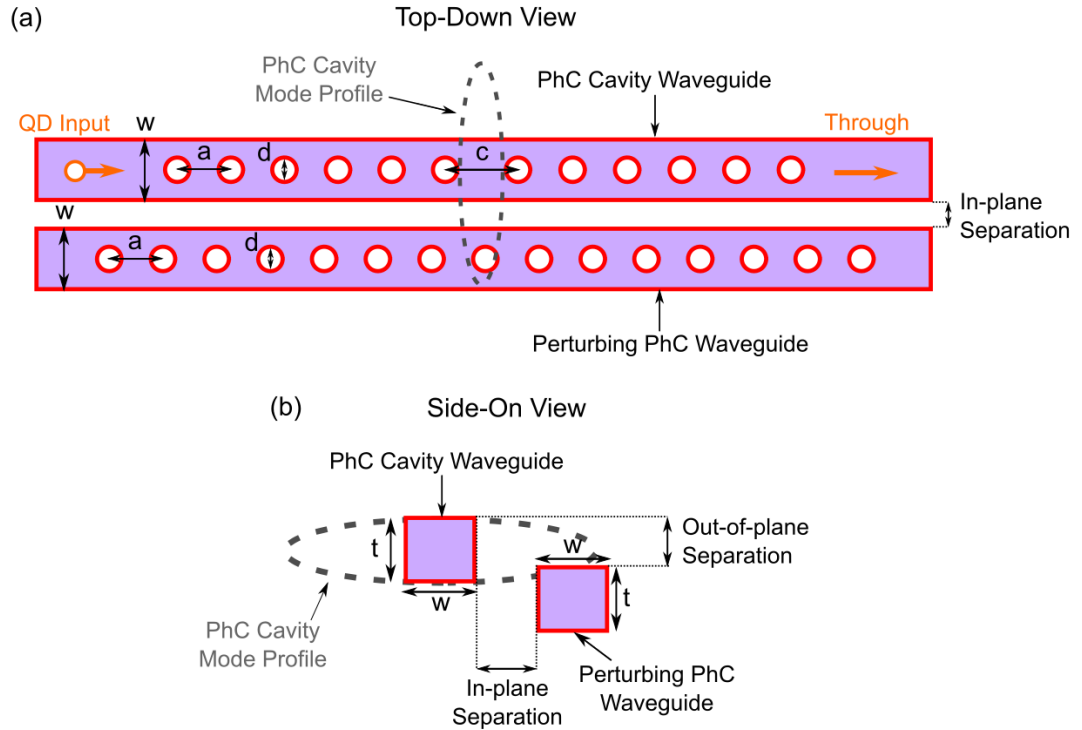 (a)
Top-Down View
PhC Cavity
Mode Profile
PhC Cavity Waveguide
QD Input
w
a
d
c
Through
In-plane
Separation
w
a
d
Perturbing PhC Waveguide
(b)
Side-On View
PhC Cavity Waveguide
Out-of-plane
Separation
t
w
w
t
PhC Cavity
Mode Profile
In-plane
Separation
Perturbing PhC
Waveguide